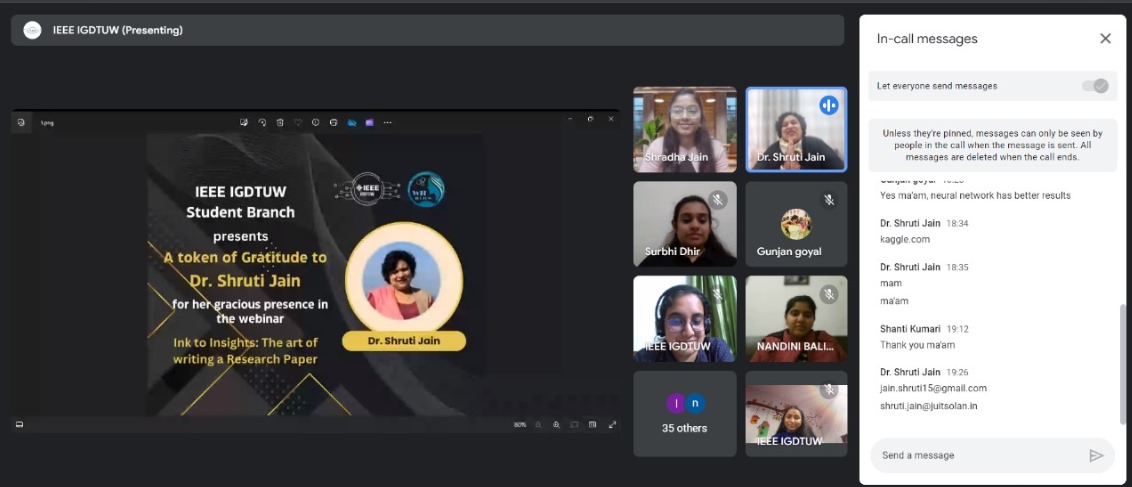 IEEE IGDTUW (Presenting)
1.png
IEEE IGDTUW
Student Branch
presents
A token of Gratitude to
Dr. Shruti Jain
for her gracious presence in
the webinar
Ink to Insights: The art of
writing a Research Paper
IEEE
Dr. Shruti Jain
80%
Shradha Jain
Dr. Shruti Jain
Surbhi Dhir
Gunjan goyal
IEEE IGDTUW
NANDINI BALI...
I
n
35 others
IEEE IGDTUW
In-call messages
Let everyone send messages
Unless they're pinned, messages can only be seen by
people in the call when the message is sent. All
messages are deleted when the call ends.
Yes ma'am, neural network has better results
Dr. Shruti Jain 18:34
kaggle.com
Dr. Shruti Jain 18:35
mam
ma'am
Shanti Kumari 19:12
Thank you ma'am
Dr. Shruti Jain 19:26
jain.shruti15@gmail.com
shruti.jain@juitsolan.in
Send a message